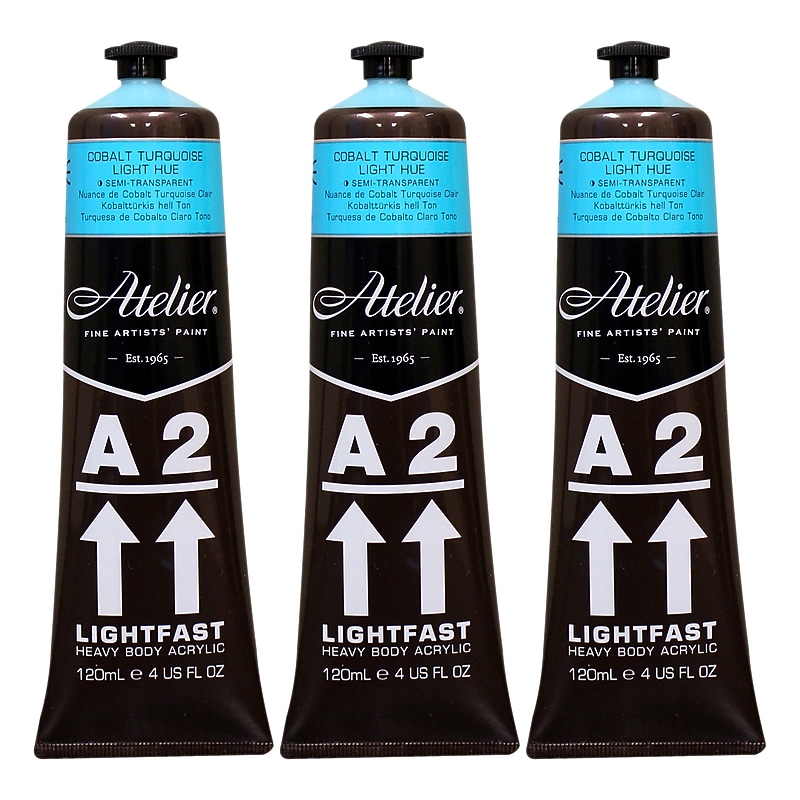 COBALT TURQUOISE
LIGHT HUE
SEMI-TRANSPARENT
Nuance de Cobalt Turquoise Clair
Kobalttürkis hell Ton
Turquesa de Cobalto Claro Tono
Atelier®
FINE ARTISTS' PAINT
— Est. 1965 —
A 2
LIGHTFAST
HEAVY BODY ACRYLIC
120mL ℮ 4 US FL OZ
COBALT TURQUOISE
LIGHT HUE
SEMI-TRANSPARENT
Nuance de Cobalt Turquoise Clair
Kobalttürkis hell Ton
Turquesa de Cobalto Claro Tono
Atelier®
FINE ARTISTS' PAINT
— Est. 1965 —
A 2
LIGHTFAST
HEAVY BODY ACRYLIC
120mL ℮ 4 US FL OZ
COBALT TURQUOISE
LIGHT HUE
SEMI-TRANSPARENT
Nuance de Cobalt Turquoise Clair
Kobalttürkis hell Ton
Turquesa de Cobalto Claro Tono
Atelier®
FINE ARTISTS' PAINT
— Est. 1965 —
A 2
LIGHTFAST
HEAVY BODY ACRYLIC
120mL ℮ 4 US FL OZ